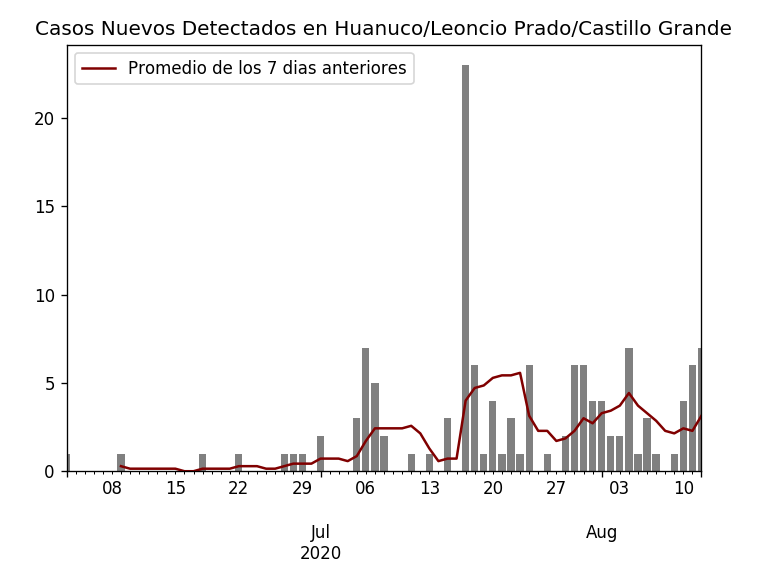 Casos Nuevos Detectados en Huanuco/Leoncio Prado/Castillo Grande
Promedio de los 7 dias anteriores
20
15
10
5
0
08 15 22 29 06 13 20 27 03 10
Jul Aug
2020